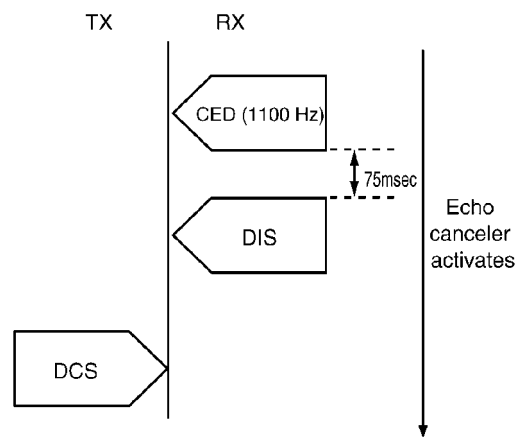 TX RX
CED (1100 Hz)
75msec
DIS
Echo
canceler
activates
DCS